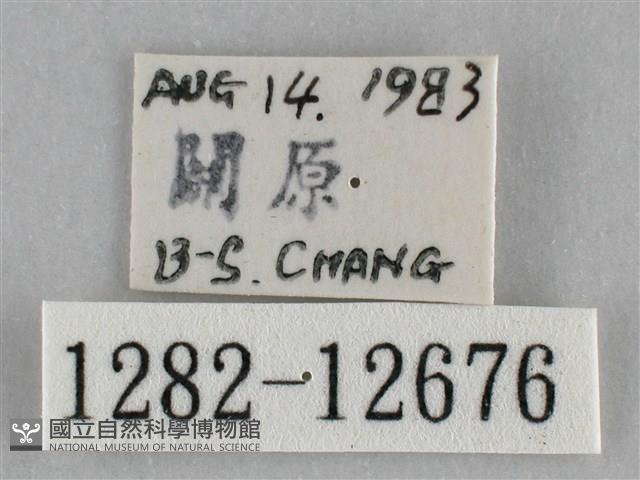 AUG 14. 1983
関原
B-S. CHANG
1282-12676
國立自然科學博物館
NATIONAL MUSEUM OF NATURAL SCIENCE